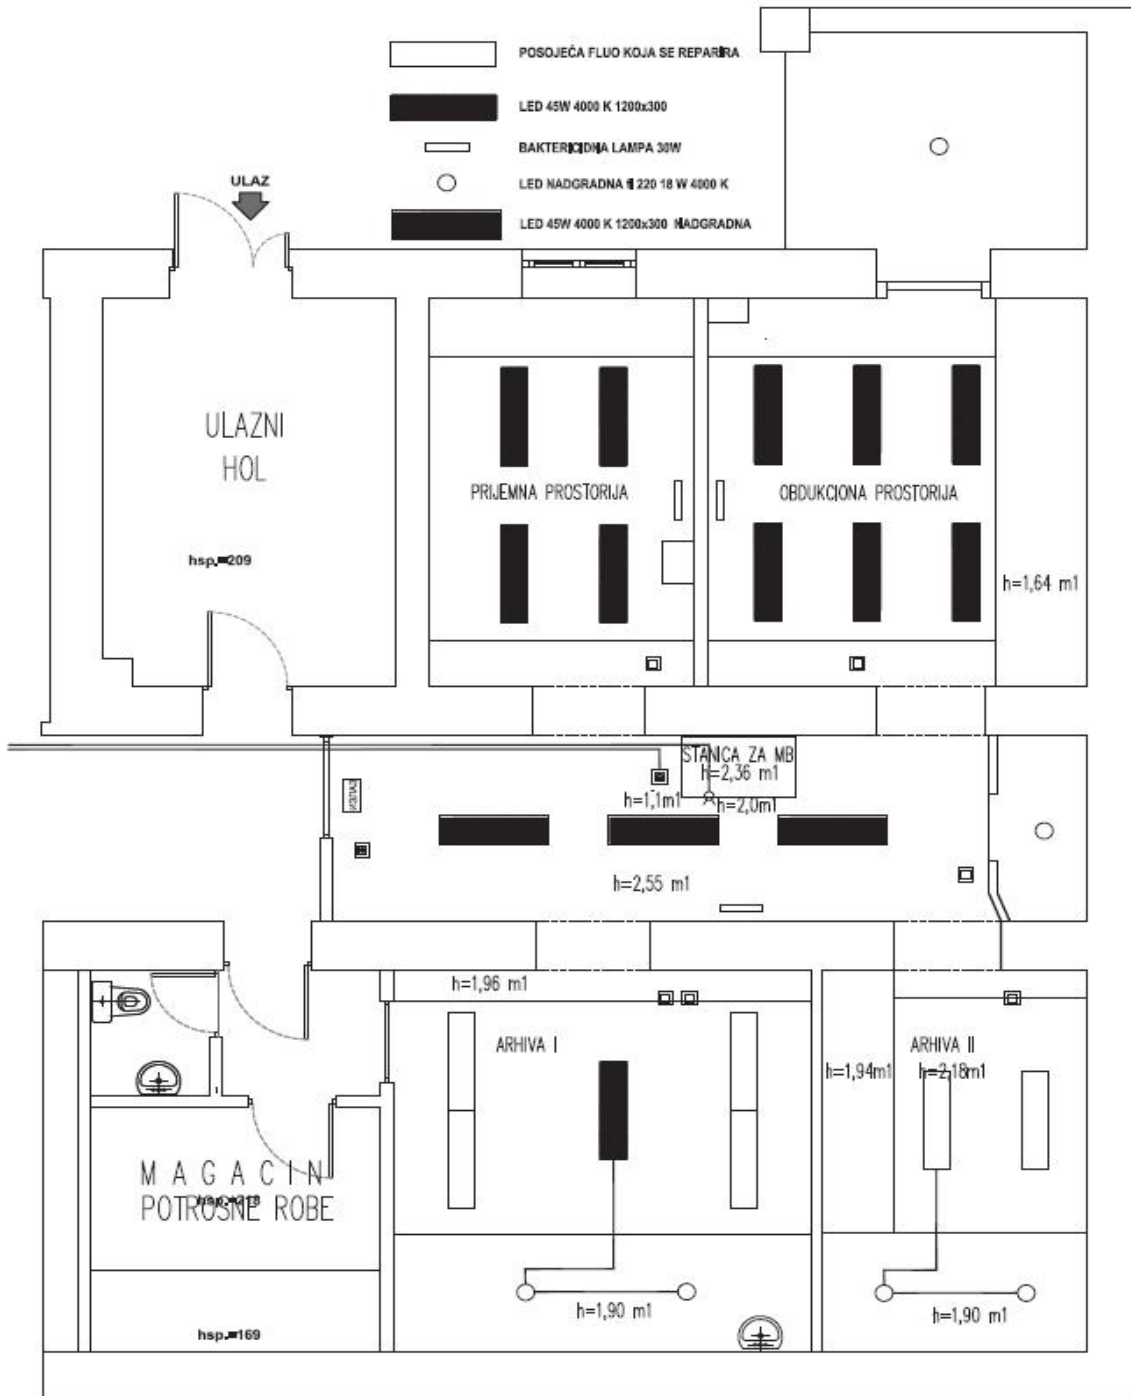 POSOJEĆA FLUO KOJA SE REPARIRA
LED 45W 4000 K 1200x300
BAKTERICIDNA LAMPA 30W
LED NADGRADNA fl 220 18 W 4000 K
LED 45W 4000 K 1200x300 NADGRADNA
ULAZ
ULAZNI
HOL
hsp.=209
PRIJEMNA PROSTORIJA
OBDUKCIONA PROSTORIJA
h=1,64 m1
STANICA ZA MB
h=2,36 m1
h=1,1m1
h=2,0m1
ИЗЛАЗ
h=2,55 m1
h=1,96 m1
ARHIVA I
ARHIVA II
h=1,94m1
h=2,18m1
MAGACIN
POTROSNE ROBE
hsp.=218
h=1,90 m1
h=1,90 m1
hsp.=169